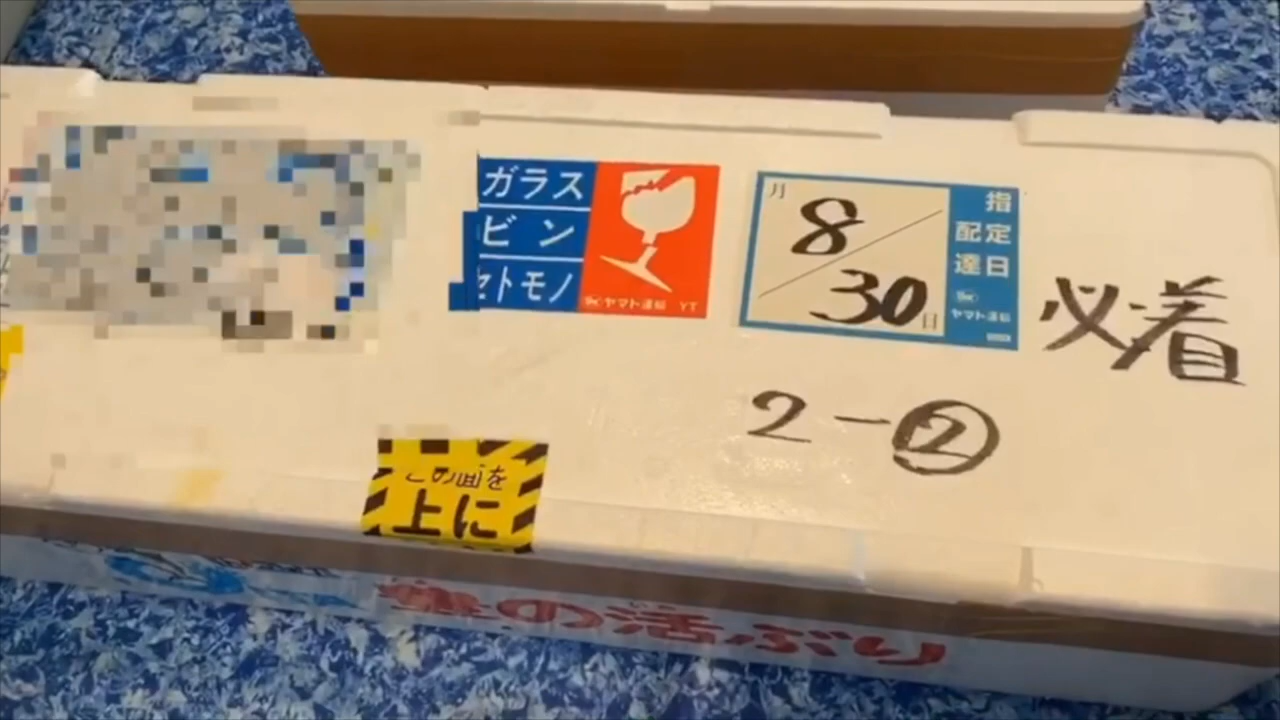 ガラス
ビン
セトモノ
ヤマト運輸 YT
月
8/30
日
指定日
配達
ヤマト運輸
必着
2-②
この面を
上に
の活ぶり